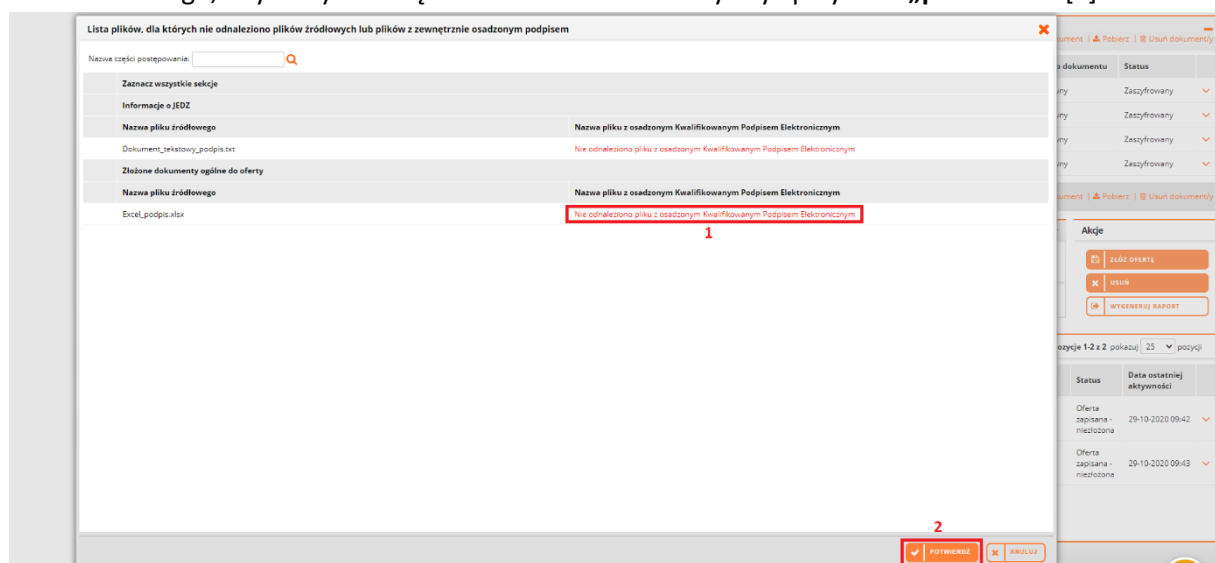 Lista plików, dla których nie odnaleziono plików źródłowych lub plików z zewnętrznie osadzonym podpisem
Nazwa części postępowania:
Zaznacz wszystkie sekcje
Informacje o JEDZ
Nazwa pliku źródłowego Nazwa pliku z osadzonym Kwalifikowanym Podpisem Elektronicznym
Dokument_tekstowy_podpis.txt Nie odnaleziono pliku z osadzonym Kwalifikowanym Podpisem Elektronicznym
Złożone dokumenty ogólne do oferty
Nazwa pliku źródłowego Nazwa pliku z osadzonym Kwalifikowanym Podpisem Elektronicznym
Excel_podpis.xlsx Nie odnaleziono pliku z osadzonym Kwalifikowanym Podpisem Elektronicznym
1
2
POTWIERDŹ ANULUJ
ument | Pobierz | Usuń dokument/y
dokumentu Status
ny Zaszyfrowany
ny Zaszyfrowany
ny Zaszyfrowany
ny Zaszyfrowany
ument | Pobierz | Usuń dokument/y
Akcje
ZŁÓŻ OFERTĘ
USUŃ
WYGENERUJ RAPORT
ozycje 1-2 z 2 pokazuj 25 pozycji
Status Data ostatniej
aktywności
Oferta
zapisana - 29-10-2020 09:42
niezłożona
Oferta
zapisana - 29-10-2020 09:43
niezłożona